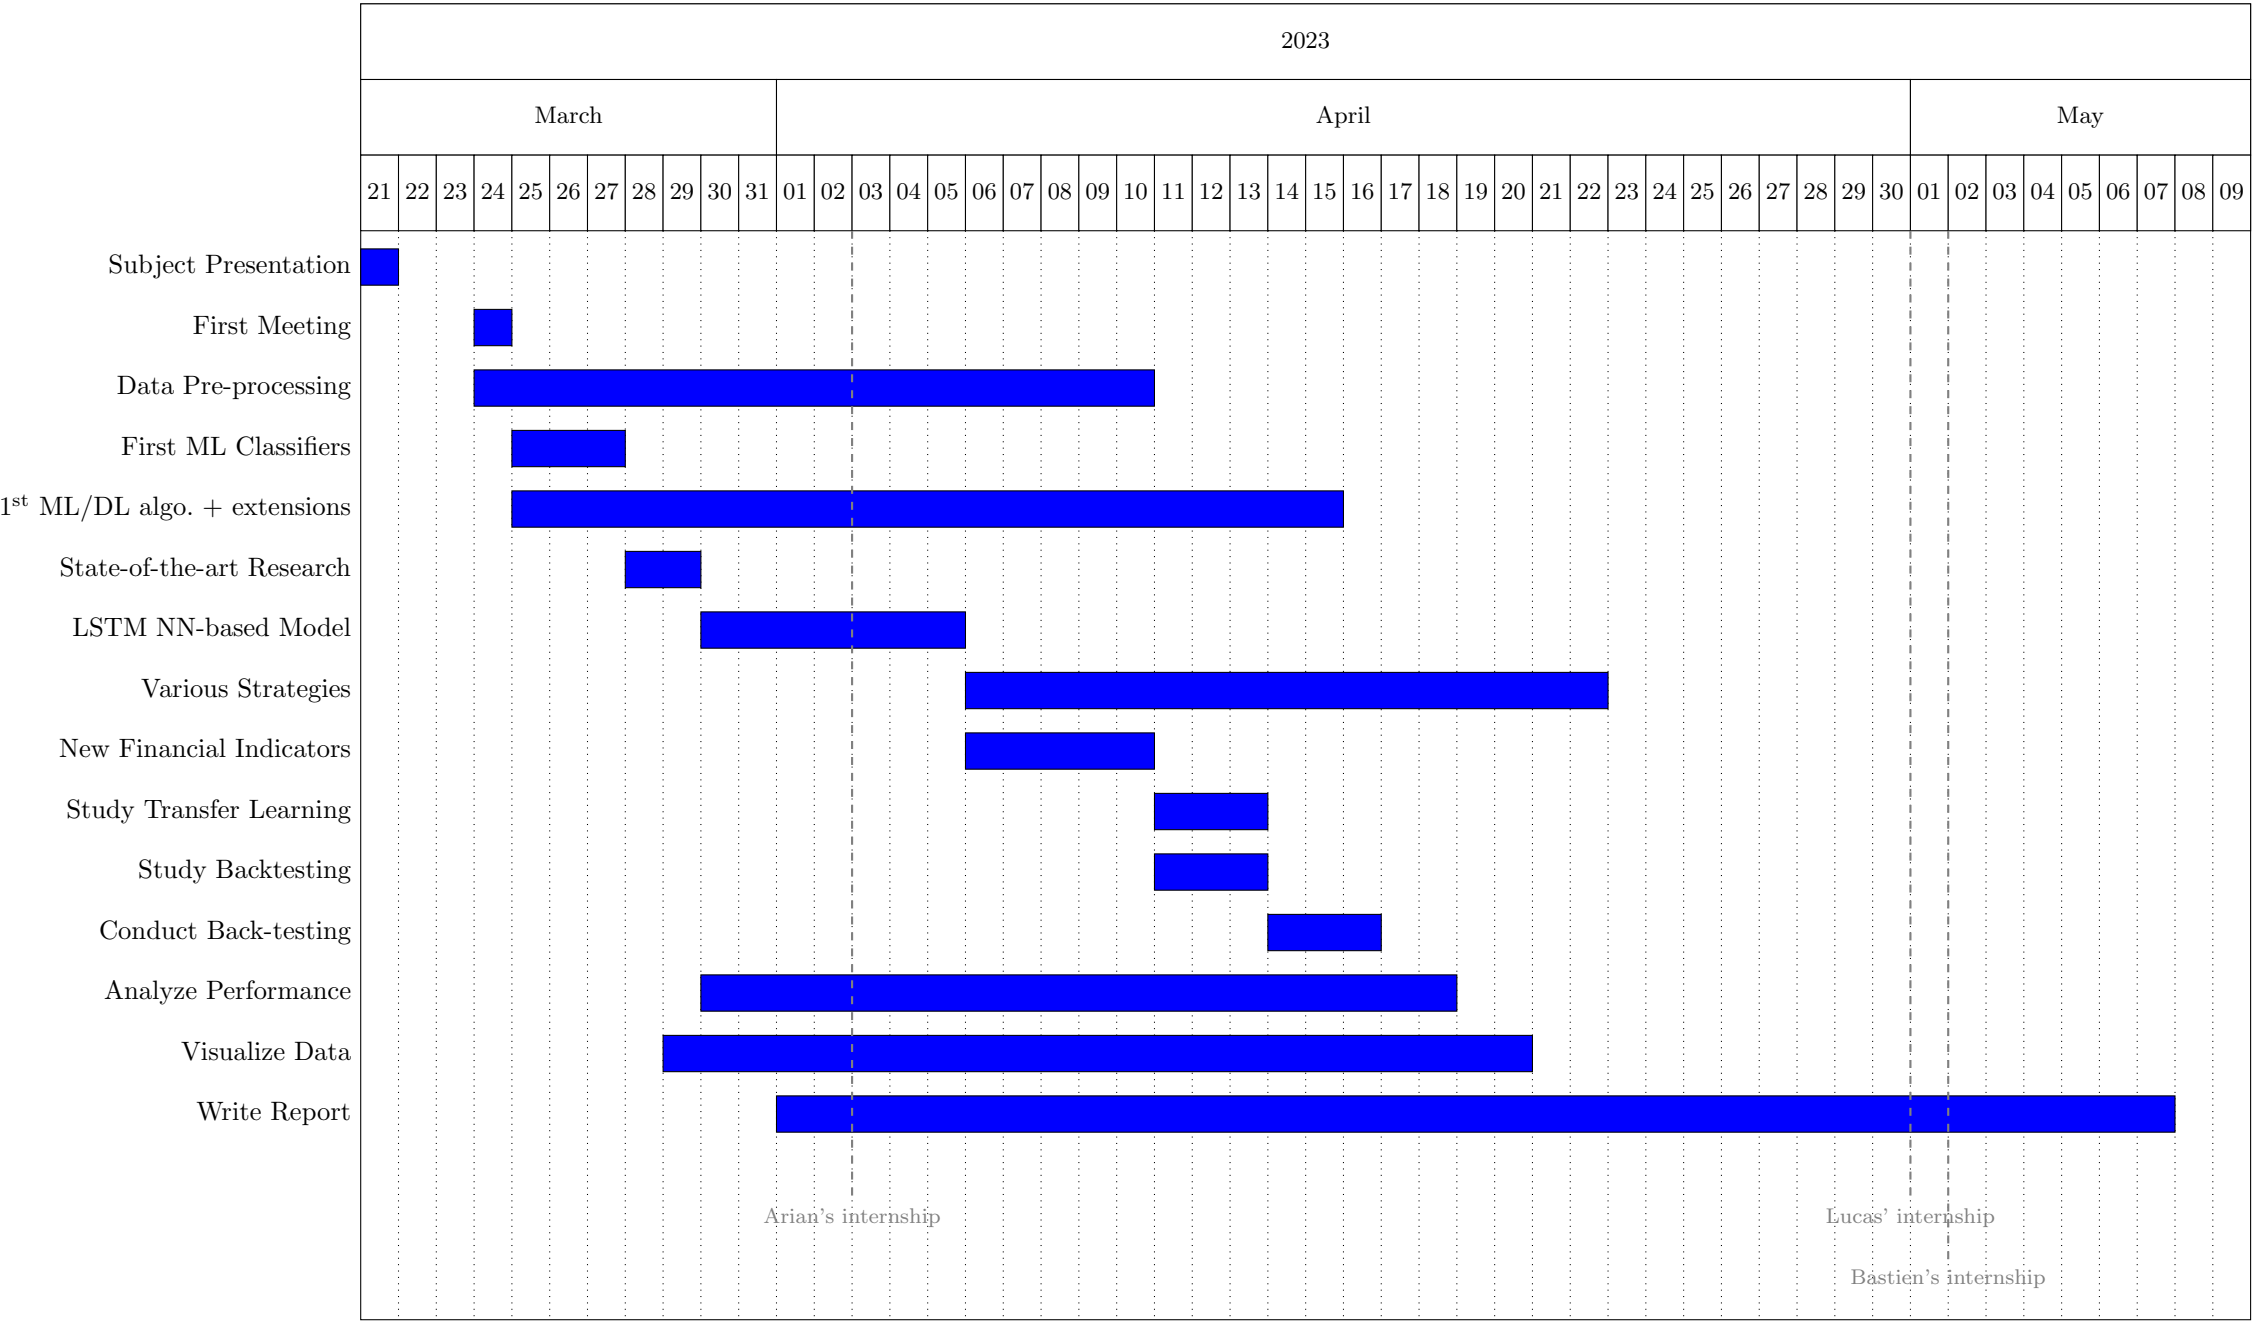 2023
March April May
21 22 23 24 25 26 27 28 29 30 31 01 02 03 04 05 06 07 08 09 10 11 12 13 14 15 16 17 18 19 20 21 22 23 24 25 26 27 28 29 30 01 02 03 04 05 06 07 08 09
Subject Presentation
First Meeting
Data Pre-processing
First ML Classifiers
1st ML/DL algo. + extensions
State-of-the-art Research
LSTM NN-based Model
Various Strategies
New Financial Indicators
Study Transfer Learning
Study Backtesting
Conduct Back-testing
Analyze Performance
Visualize Data
Write Report
Arian's internship Lucas' internship
Bastien's internship